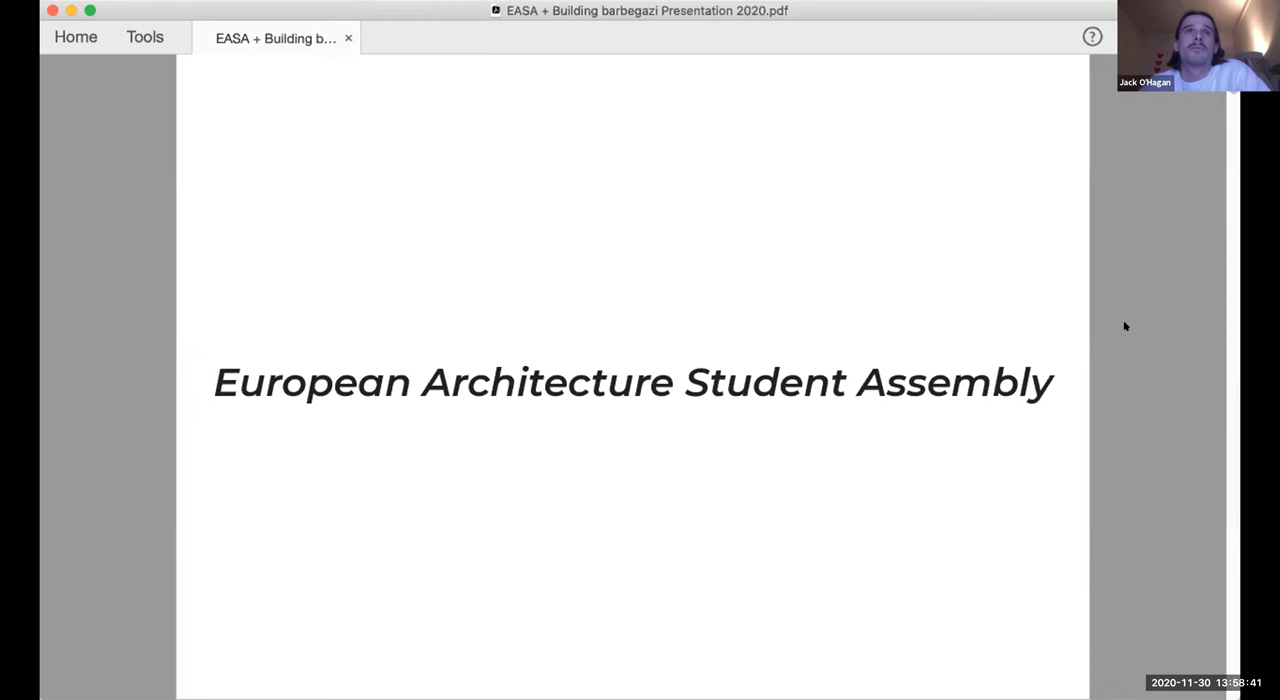 EASA + Building barbegazi Presentation 2020.pdf
Home Tools EASA + Building b... × ?
Jack O'Hagan
European Architecture Student Assembly
2020-11-30 13:58:41